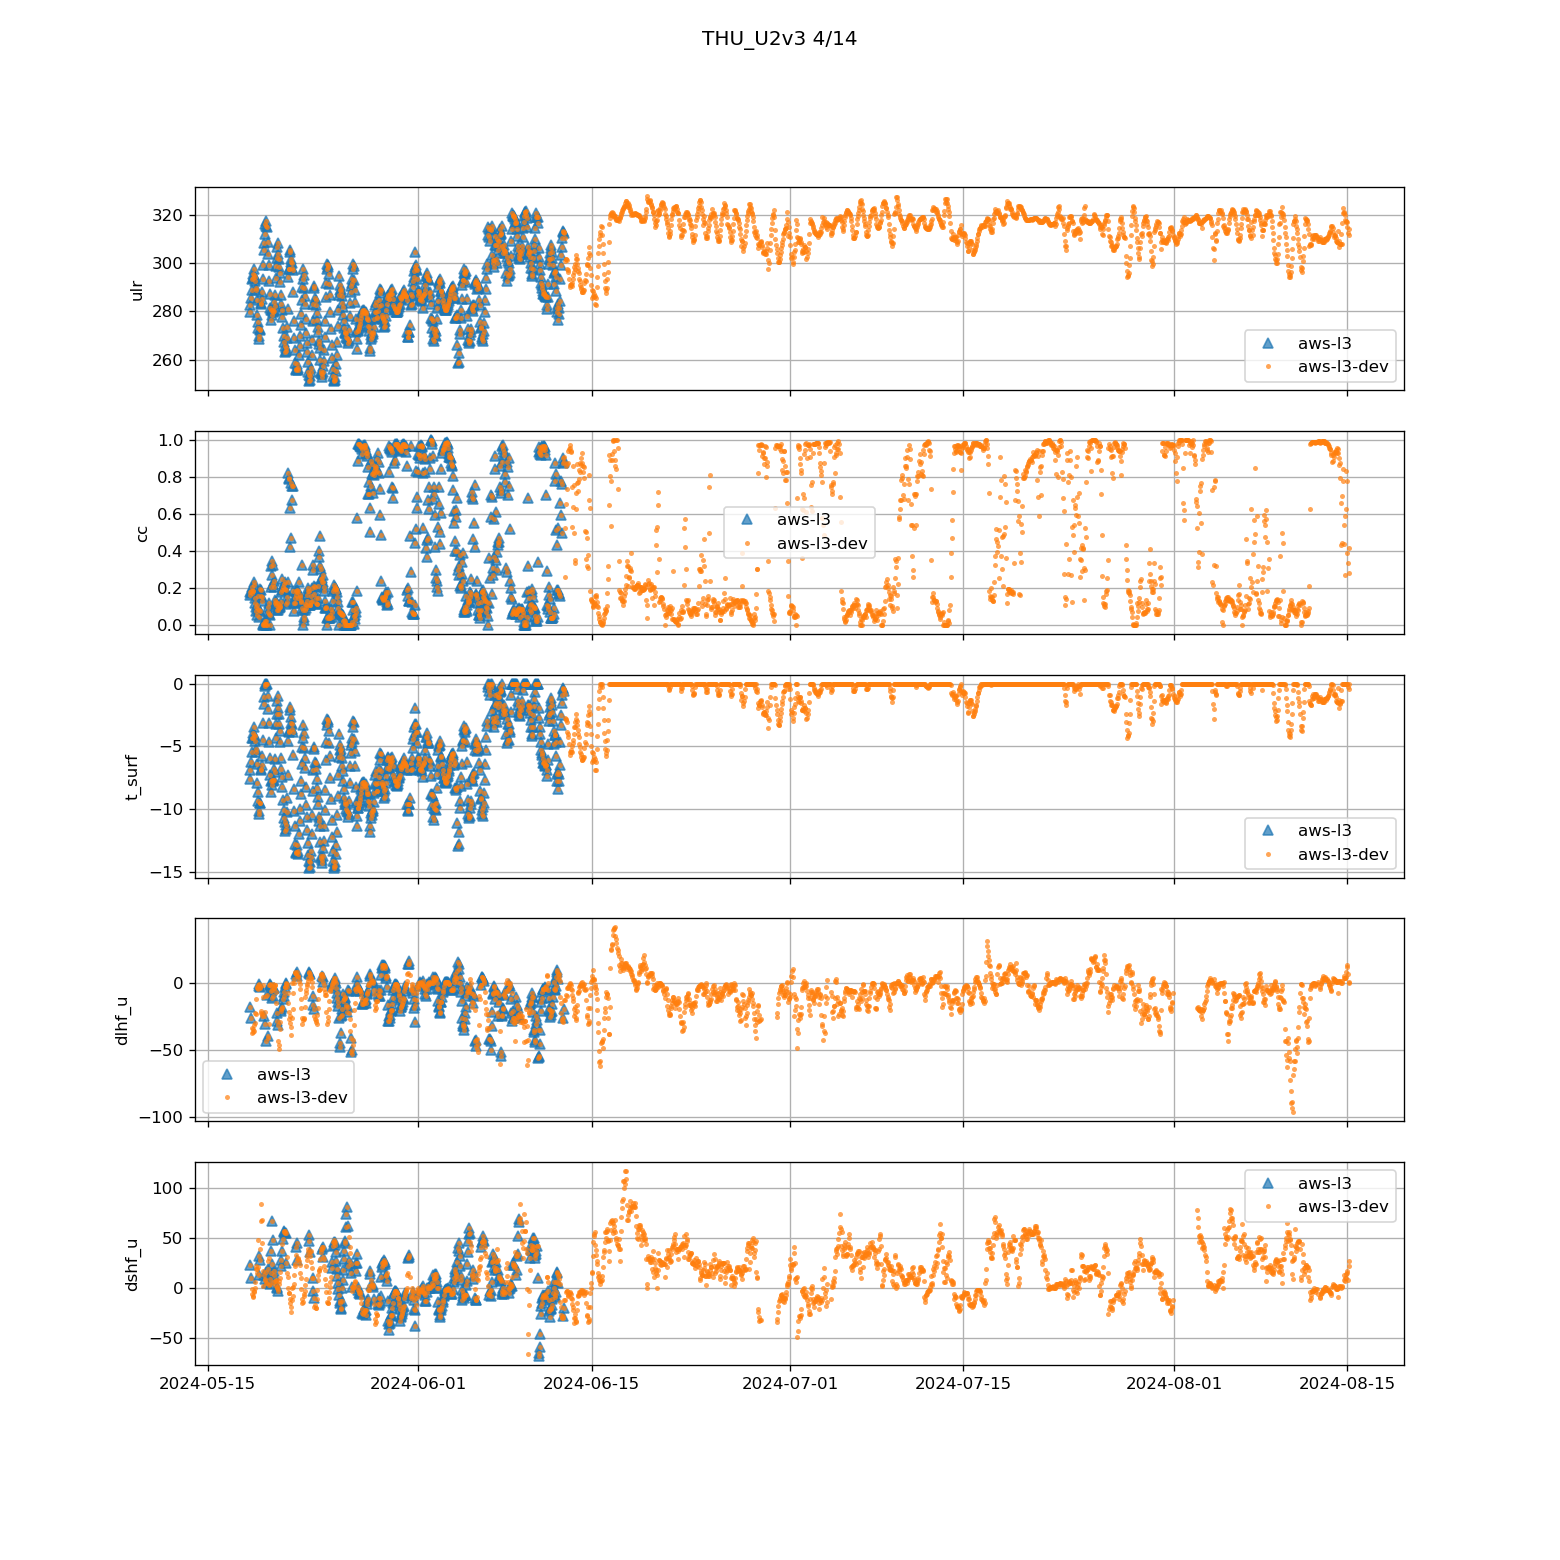 THU_U2v3 4/14
320
300
280
260
ulr
aws-l3
aws-l3-dev
1.0
0.8
0.6
0.4
0.2
0.0
cc
aws-l3
aws-l3-dev
0
−5
−10
−15
t_surf
aws-l3
aws-l3-dev
0
−50
−100
dlhf_u
aws-l3
aws-l3-dev
100
50
0
−50
dshf_u
aws-l3
aws-l3-dev
2024-05-15 2024-06-01 2024-06-15 2024-07-01 2024-07-15 2024-08-01 2024-08-15